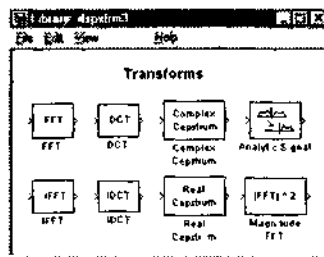 Library: dspxfrm3
File Edit View Help
Transforms
FFT DCT Complex Cepstrum
FFT DCT Complex Cepstrum Analytic Signal
IFFT IDCT Real Cepstrum |FFT|^2
IFFT IDCT Real Cepstrum Magnitude FFT